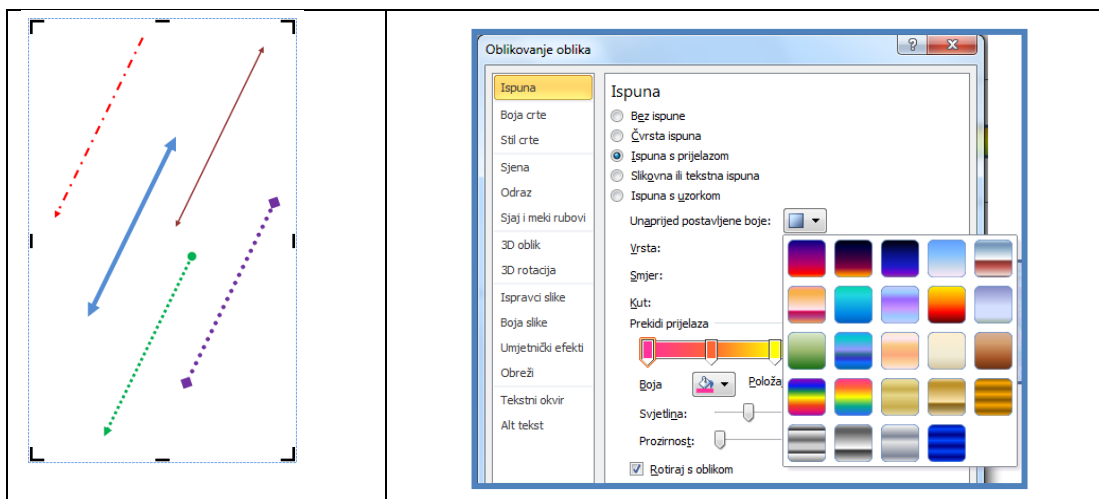 Oblikovanje oblika
?
x
Ispuna
Boja crte
Stil crte
Sjena
Odraz
Sjaj i meki rubovi
3D oblik
3D rotacija
Ispravci slike
Boja slike
Umjetnički efekti
Obreži
Tekstni okvir
Alt tekst
Ispuna
Bez ispune
Čvrsta ispuna
Ispuna s prijelazom
Slikovna ili tekstna ispuna
Ispuna s uzorkom
Unaprijed postavljene boje:
Vrsta:
Smjer:
Kut:
Prekidi prijelaza
Boja Položaj
Svjetlina:
Prozirnost:
Rotiraj s oblikom